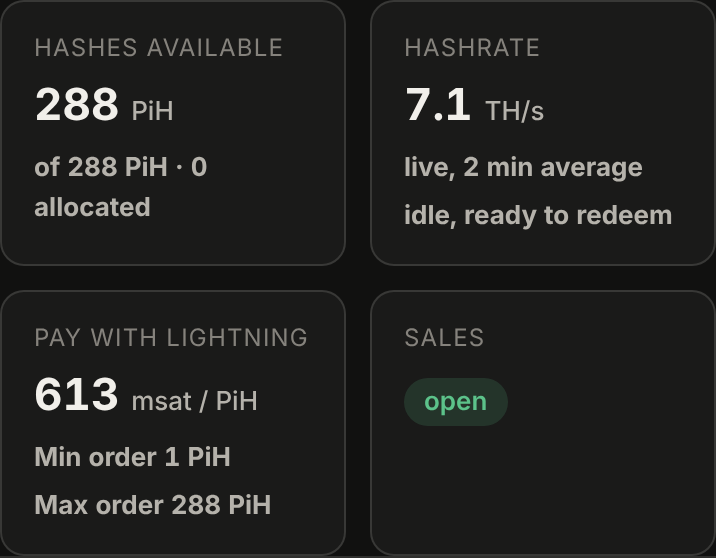 HASHES AVAILABLE
288 PiH
of 288 PiH · 0
allocated
HASHRATE
7.1 TH/s
live, 2 min average
idle, ready to redeem
PAY WITH LIGHTNING
613 msat / PiH
Min order 1 PiH
Max order 288 PiH
SALES
open